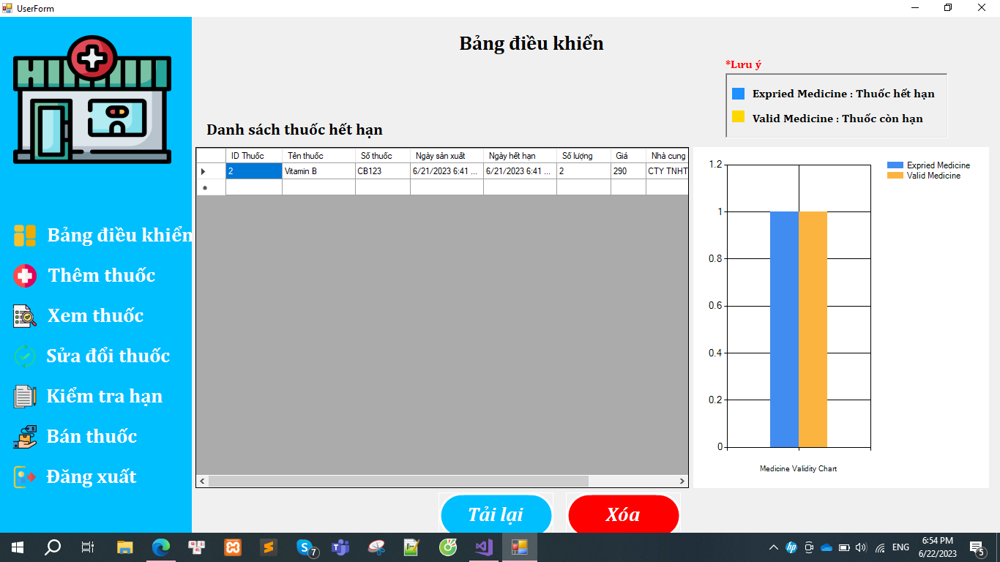 UserForm
Bảng điều khiển
*Lưu ý
Expried Medicine : Thuốc hết hạn
Valid Medicine : Thuốc còn hạn
Danh sách thuốc hết hạn
ID Thuốc Tên thuốc Số thuốc Ngày sản xuất Ngày hết hạn Số lượng Giá Nhà cung
2 Vitamin B CB123 6/21/2023 6:41 ... 6/21/2023 6:41 ... 2 290 CTY TNHT
Bảng điều khiển
Thêm thuốc
Xem thuốc
Sửa đổi thuốc
Kiểm tra hạn
Bán thuốc
Đăng xuất
1.2
1
0.8
0.6
0.4
0.2
0
Expried Medicine
Valid Medicine
Medicine Validity Chart
Tải lại
Xóa
7
ENG
6:54 PM
6/22/2023
5